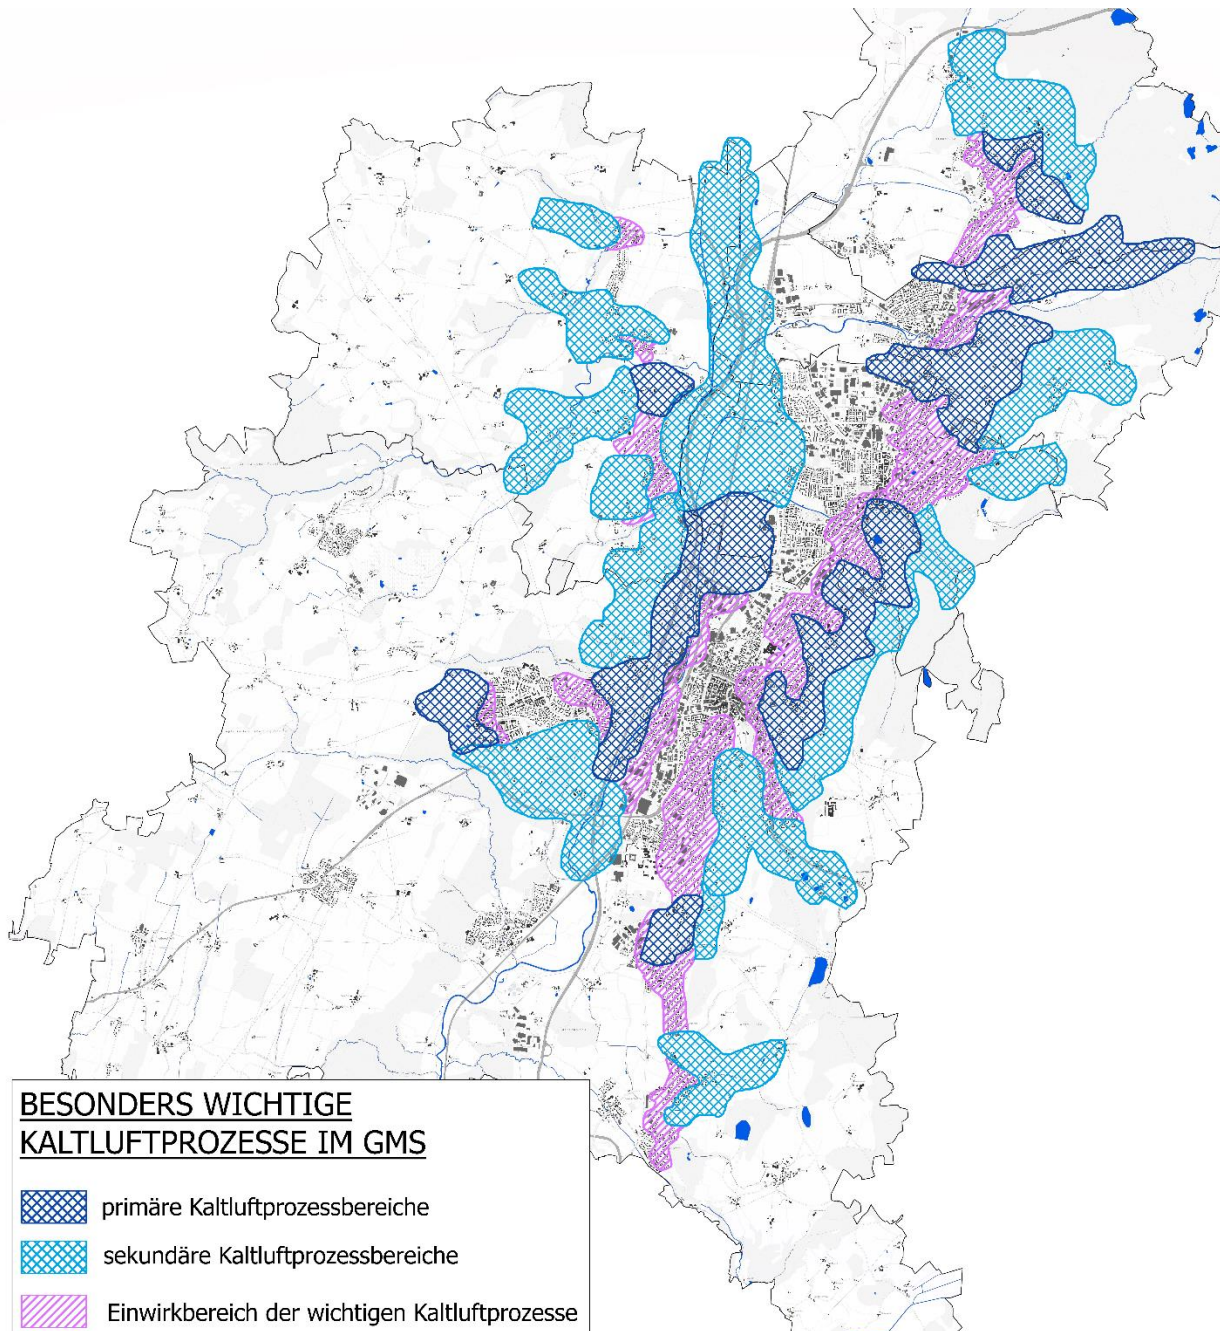 BESONDERS WICHTIGE
KALTLUFTPROZESSE IM GMS
primäre Kaltluftprozessbereiche
sekundäre Kaltluftprozessbereiche
Einwirkbereich der wichtigen Kaltluftprozesse